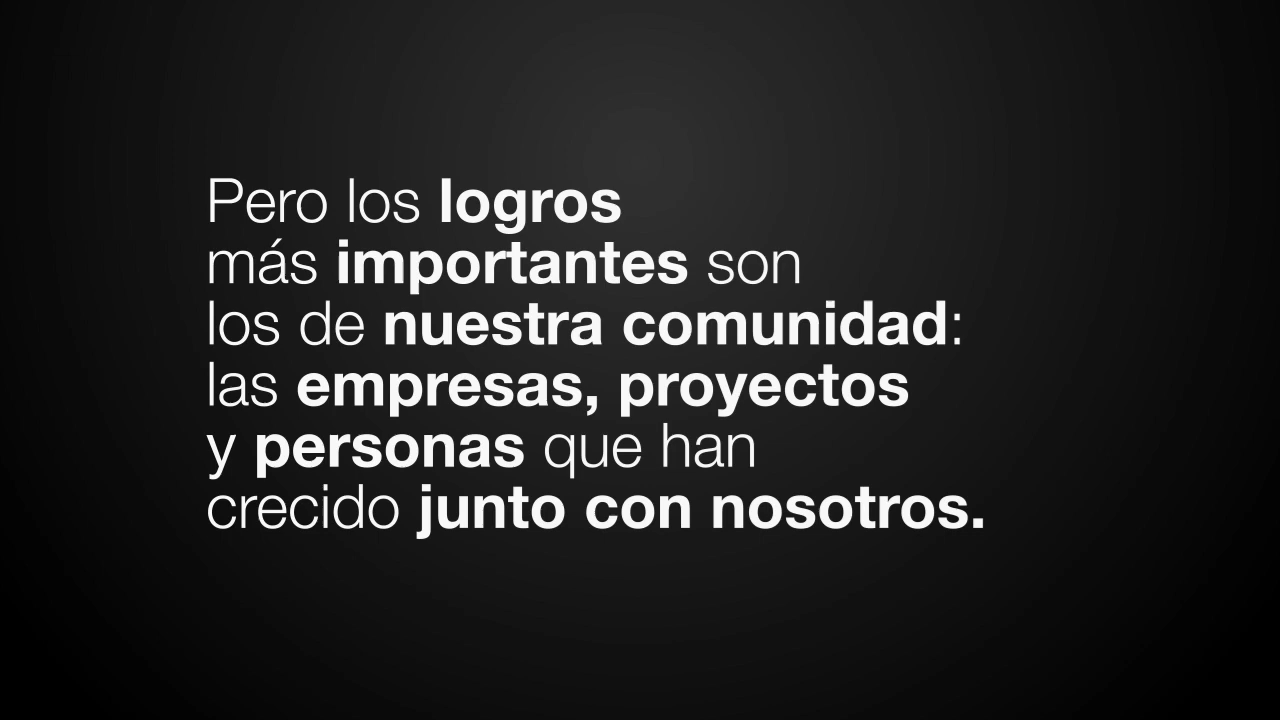 Pero los logros
más importantes son
los de nuestra comunidad:
las empresas, proyectos
y personas que han
crecido junto con nosotros.